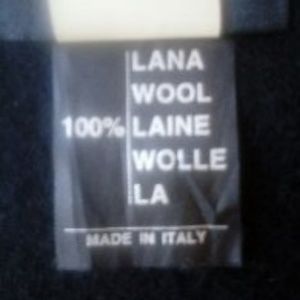 LANA
WOOL
100% LAINE
WOLLE
LA
MADE IN ITALY